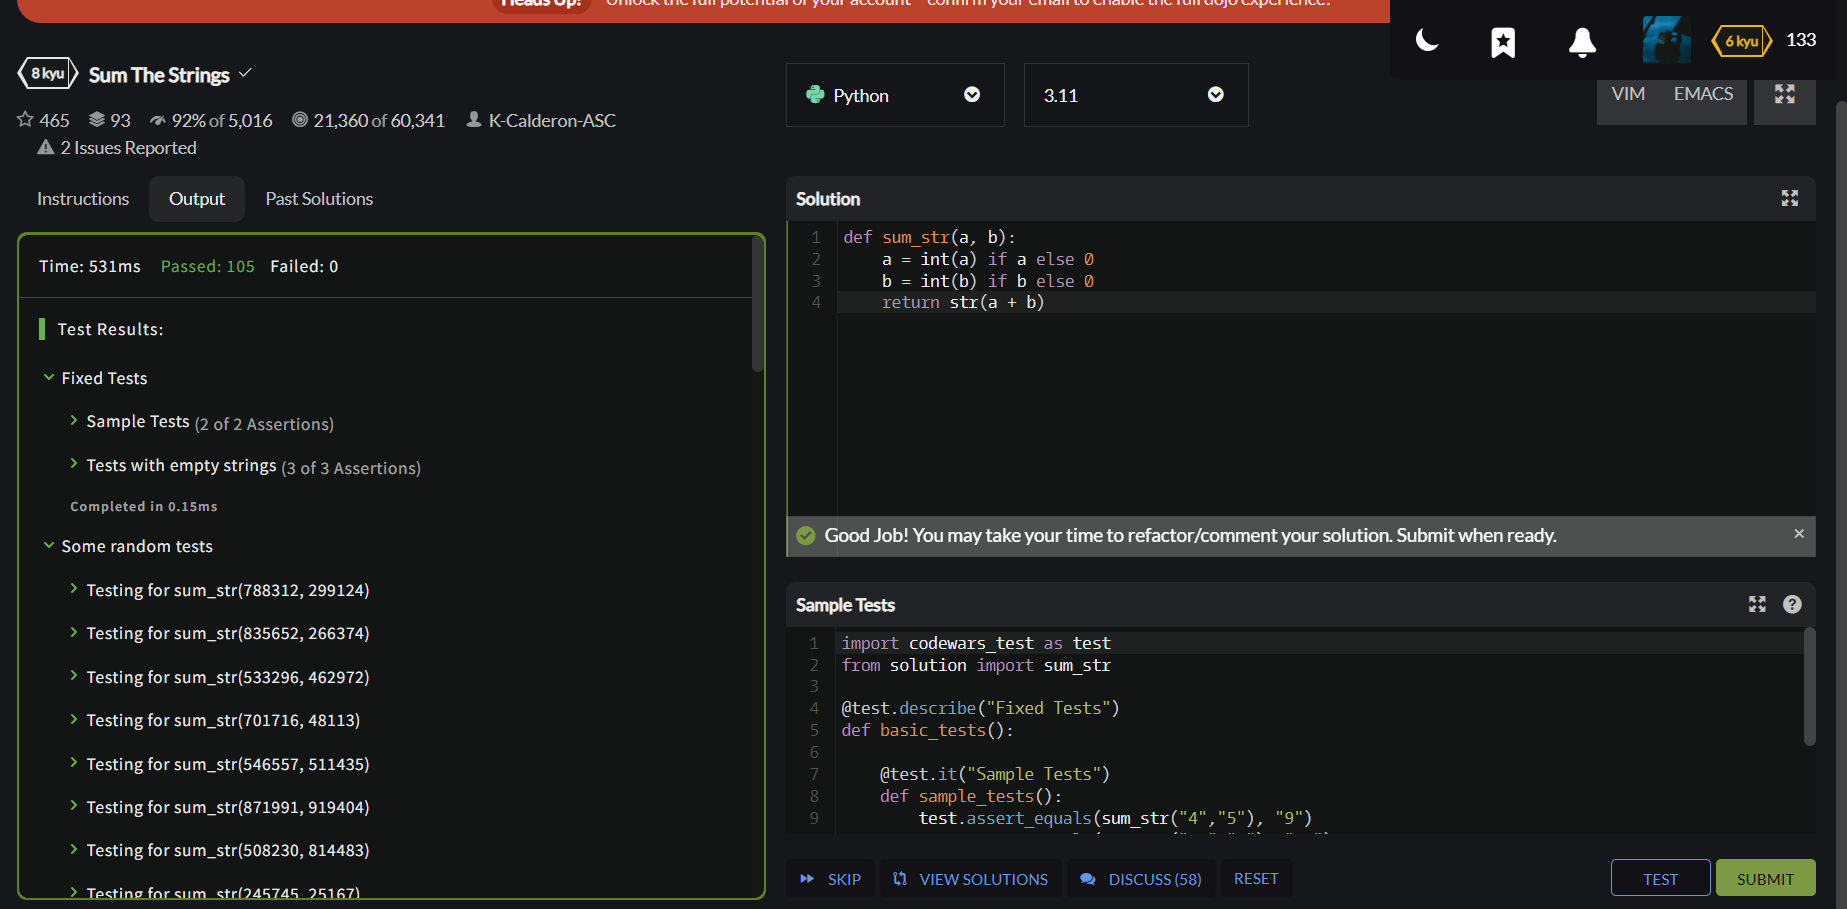 Heads Up! Unlock the full potential of your account - confirm your email to enable the full dojo experience.
6 kyu 133
8 kyu Sum The Strings
465 93 92% of 5,016 21,360 of 60,341 K-Calderon-ASC
2 Issues Reported
Python 3.11 VIM EMACS
Instructions Output Past Solutions
Time: 531ms Passed: 105 Failed: 0
Test Results:
Fixed Tests
Sample Tests (2 of 2 Assertions)
Tests with empty strings (3 of 3 Assertions)
Completed in 0.15ms
Some random tests
Testing for sum_str(788312, 299124)
Testing for sum_str(835652, 266374)
Testing for sum_str(533296, 462972)
Testing for sum_str(701716, 48113)
Testing for sum_str(546557, 511435)
Testing for sum_str(871991, 919404)
Testing for sum_str(508230, 814483)
Testing for sum_str(245745, 25167)
Solution
1 def sum_str(a, b):
2     a = int(a) if a else 0
3     b = int(b) if b else 0
4     return str(a + b)
Good Job! You may take your time to refactor/comment your solution. Submit when ready. ×
Sample Tests ?
1 import codewars_test as test
2 from solution import sum_str
3
4 @test.describe("Fixed Tests")
5 def basic_tests():
6
7     @test.it("Sample Tests")
8     def sample_tests():
9         test.assert_equals(sum_str("4","5"), "9")
SKIP VIEW SOLUTIONS DISCUSS (58) RESET TEST SUBMIT